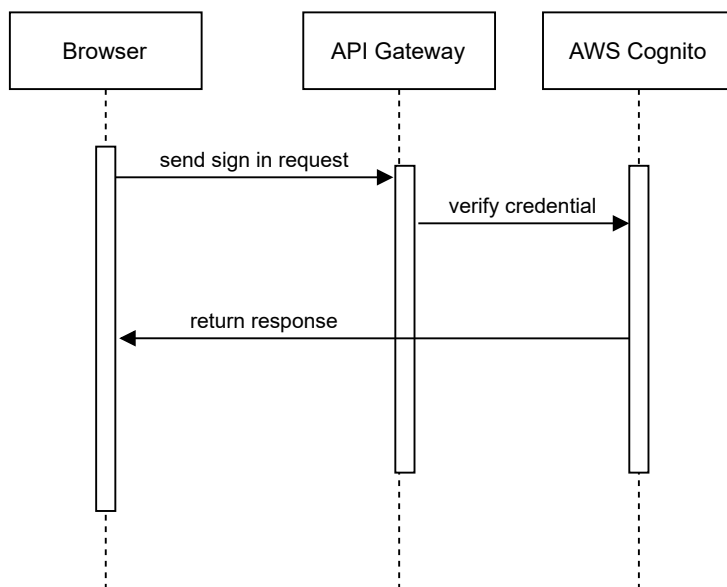 Browser
API Gateway
AWS Cognito
send sign in request
verify credential
return response